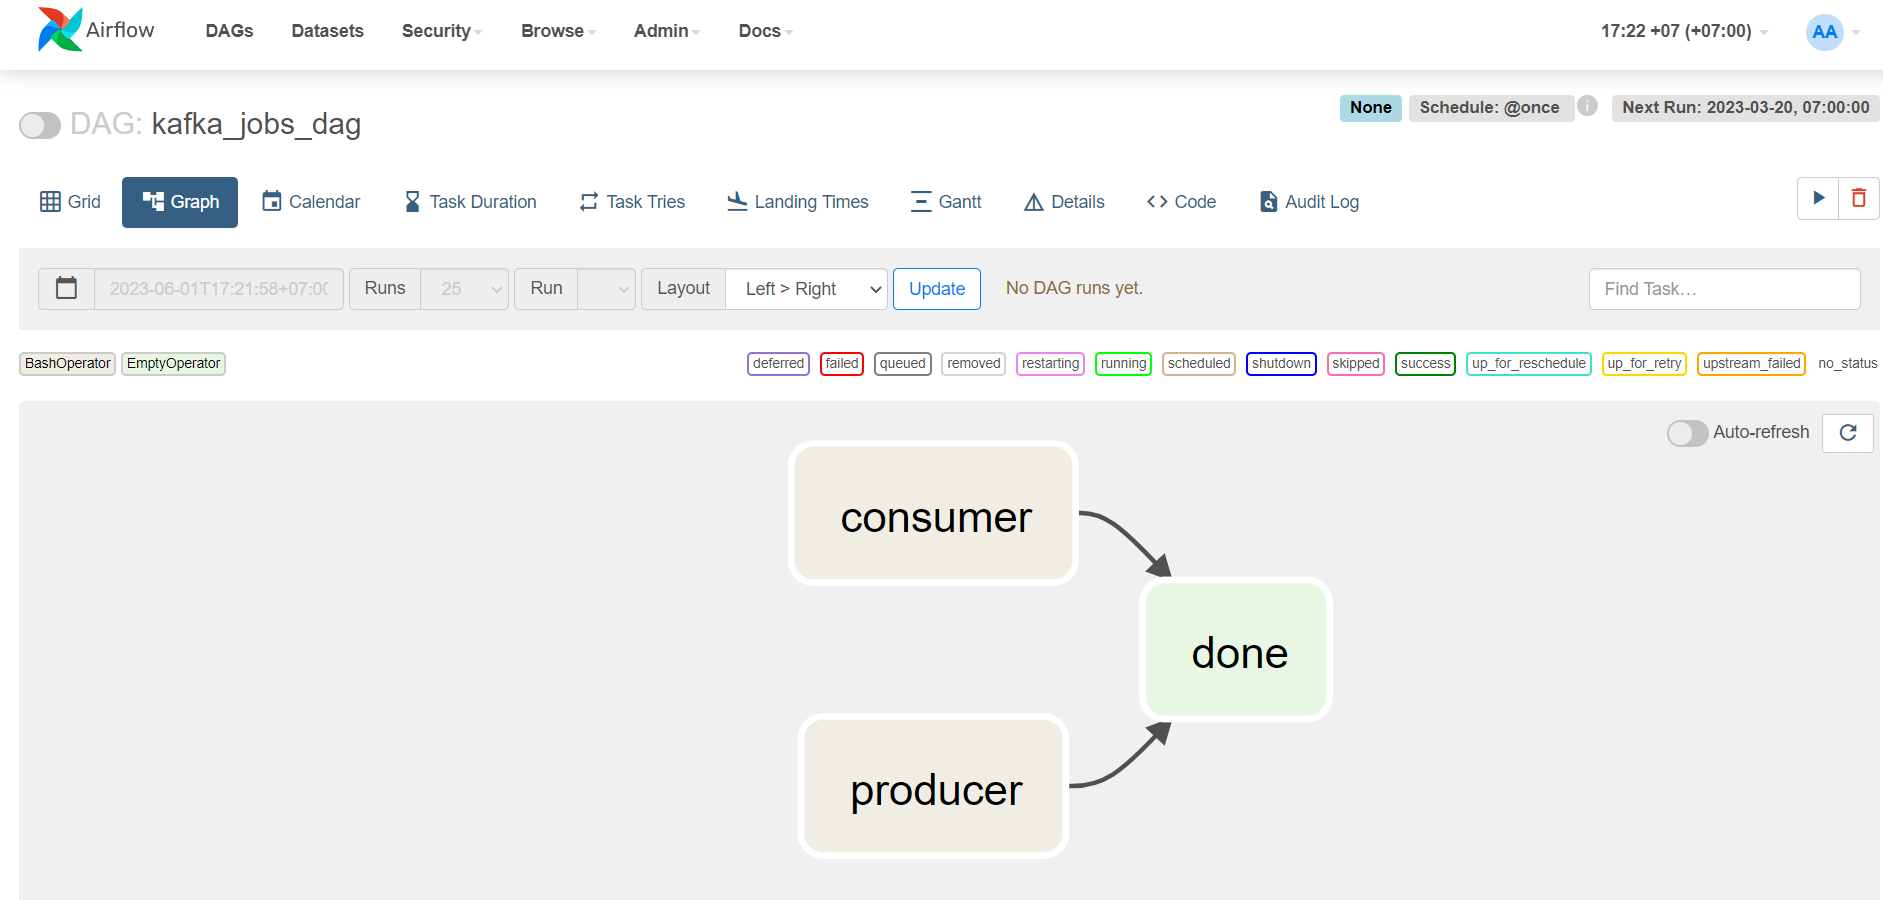 Airflow DAGs Datasets Security Browse Admin Docs 17:22 +07 (+07:00) AA
None Schedule: @once i Next Run: 2023-03-20, 07:00:00
DAG: kafka_jobs_dag
Grid Graph Calendar Task Duration Task Tries Landing Times Gantt Details Code Audit Log
2023-06-01T17:21:58+07:00 Runs 25 Run Layout Left > Right Update No DAG runs yet. Find Task…
BashOperator EmptyOperator deferred failed queued removed restarting running scheduled shutdown skipped success up_for_reschedule up_for_retry upstream_failed no_status
Auto-refresh
consumer
done
producer